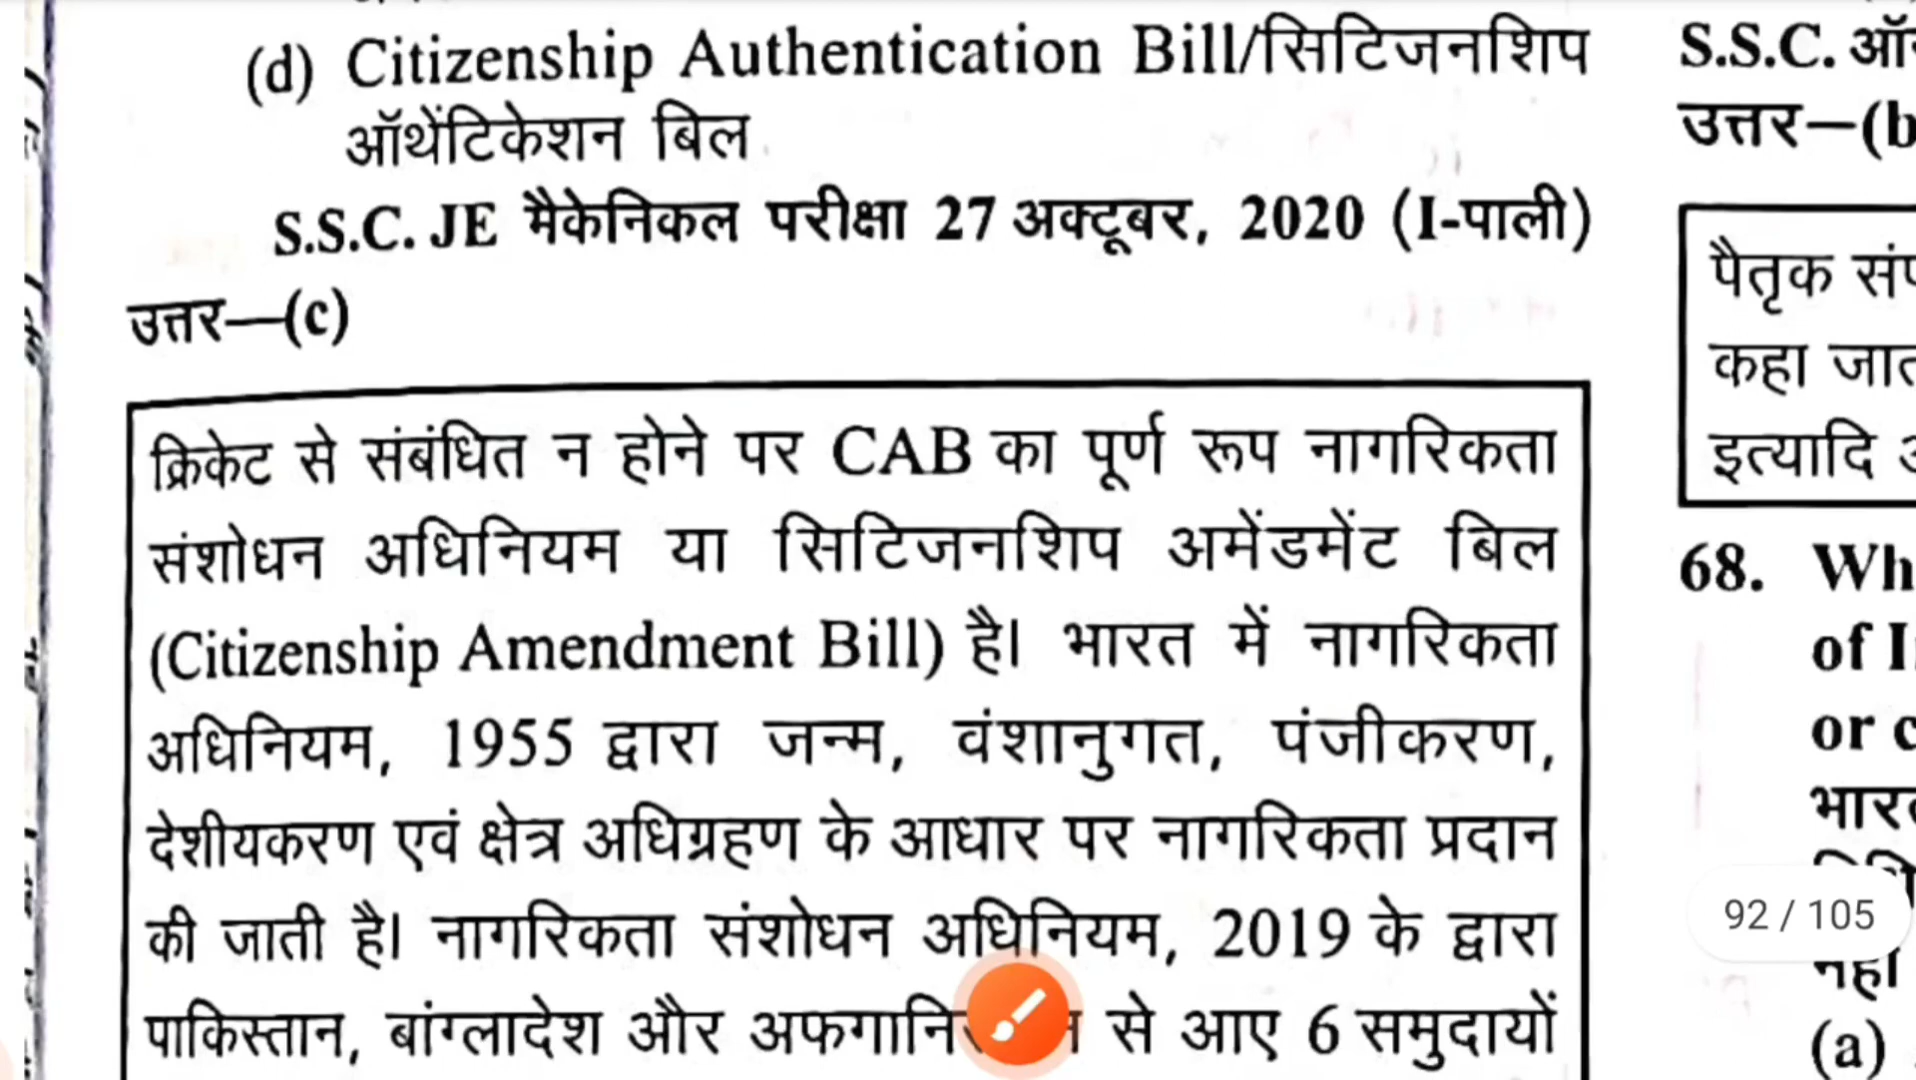 (d) Citizenship Authentication Bill/सिटिजनशिप
ऑथेंटिकेशन बिल
S.S.C. JE मैकेनिकल परीक्षा 27 अक्टूबर, 2020 (I-पाली)
उत्तर—(c)
क्रिकेट से संबंधित न होने पर CAB का पूर्ण रूप नागरिकता
संशोधन अधिनियम या सिटिजनशिप अमेंडमेंट बिल
(Citizenship Amendment Bill) है। भारत में नागरिकता
अधिनियम, 1955 द्वारा जन्म, वंशानुगत, पंजीकरण,
देशीयकरण एवं क्षेत्र अधिग्रहण के आधार पर नागरिकता प्रदान
की जाती है। नागरिकता संशोधन अधिनियम, 2019 के द्वारा
पाकिस्तान, बांग्लादेश और से आए 6 समुदायों
S.S.C.
उत्तर—(b
पैतृक
कहा
इत्यादि
68.
of
or
92 / 105
(a)